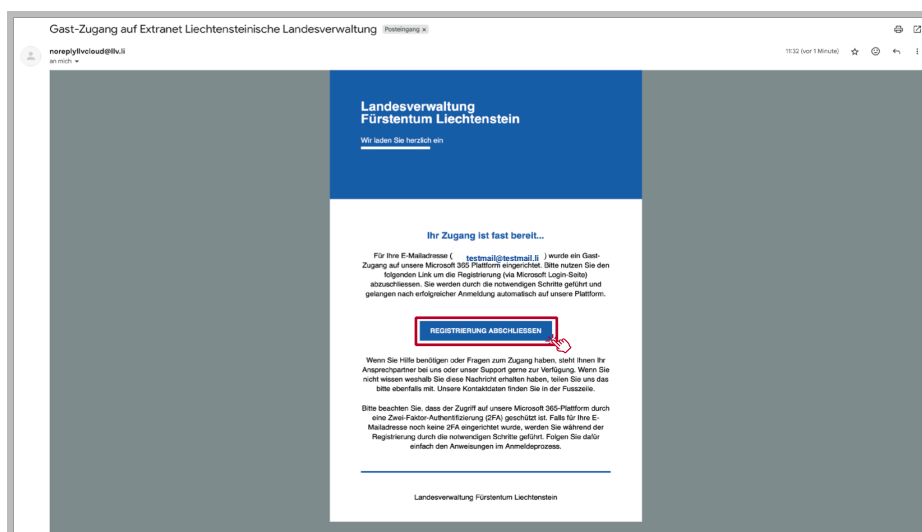 Gast-Zugang auf Extranet Liechtensteinische Landesverwaltung Posteingang x
noreplyllvcloud@llv.li 11:32 (vor 1 Minute)
an mich
Landesverwaltung
Fürstentum Liechtenstein
Wir laden Sie herzlich ein
Ihr Zugang ist fast bereit...
Für Ihre E-Mailadresse ( testmail@testmail.li ) wurde ein Gast-
Zugang auf unsere Microsoft 365 Plattform eingerichtet. Bitte nutzen Sie den
folgenden Link um die Registrierung (via Microsoft Login-Seite)
abzuschliessen. Sie werden durch die notwendigen Schritte geführt und
gelangen nach erfolgreicher Anmeldung automatisch auf unsere Plattform.
REGISTRIERUNG ABSCHLIESSEN
Wenn Sie Hilfe benötigen oder Fragen zum Zugang haben, steht Ihnen Ihr
Ansprechpartner bei uns oder unser Support gerne zur Verfügung. Wenn Sie
nicht wissen weshalb Sie diese Nachricht erhalten haben, teilen Sie uns das
bitte ebenfalls mit. Unsere Kontaktdaten finden Sie in der Fusszeile.
Bitte beachten Sie, dass der Zugriff auf unsere Microsoft 365-Plattform durch
eine Zwei-Faktor-Authentifizierung (2FA) geschützt ist. Falls für Ihre E-
Mailadresse noch keine 2FA eingerichtet wurde, werden Sie während der
Registrierung durch die notwendigen Schritte geführt. Folgen Sie dafür
einfach den Anweisungen im Anmeldeprozess.
Landesverwaltung Fürstentum Liechtenstein